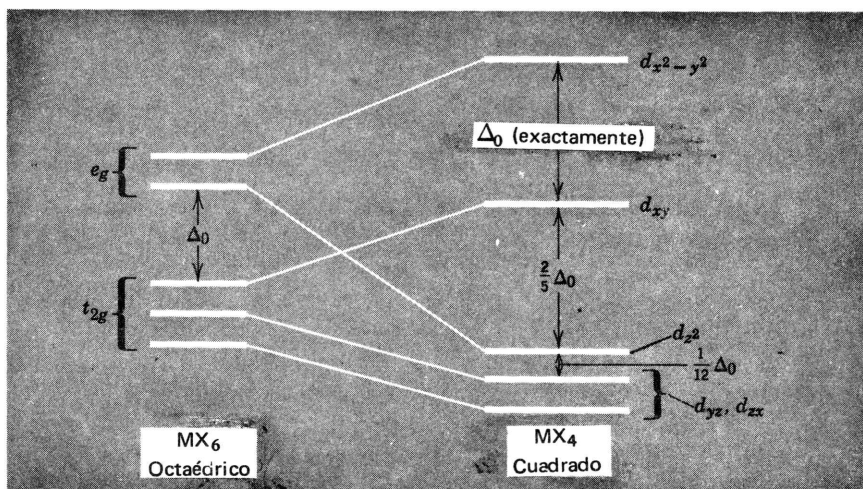 d_{x²-y²}
Δ₀ (exactamente)
e_g
d_{xy}
Δ₀
2/5 Δ₀
t_{2g}
d_{z²}
1/12 Δ₀
d_{yz}, d_{zx}
MX₆
Octaédrico
MX₄
Cuadrado